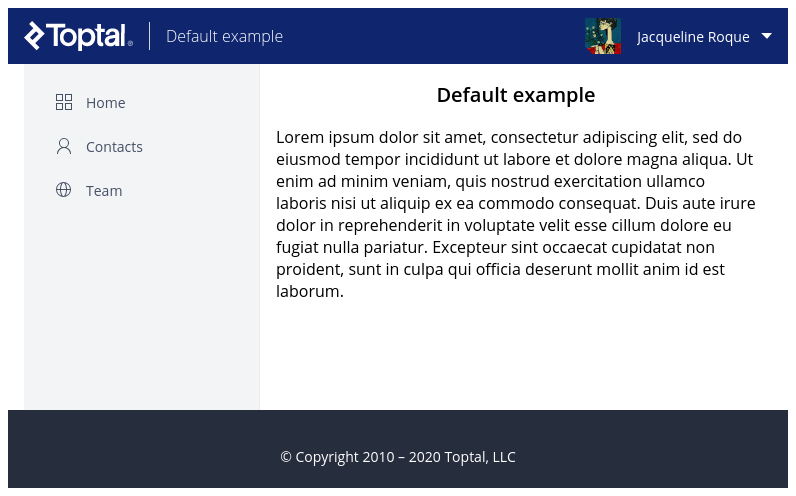 Toptal®
Default example
Jacqueline Roque
Home
Contacts
Team
Default example
Lorem ipsum dolor sit amet, consectetur adipiscing elit, sed do
eiusmod tempor incididunt ut labore et dolore magna aliqua. Ut
enim ad minim veniam, quis nostrud exercitation ullamco
laboris nisi ut aliquip ex ea commodo consequat. Duis aute irure
dolor in reprehenderit in voluptate velit esse cillum dolore eu
fugiat nulla pariatur. Excepteur sint occaecat cupidatat non
proident, sunt in culpa qui officia deserunt mollit anim id est
laborum.
© Copyright 2010 – 2020 Toptal, LLC